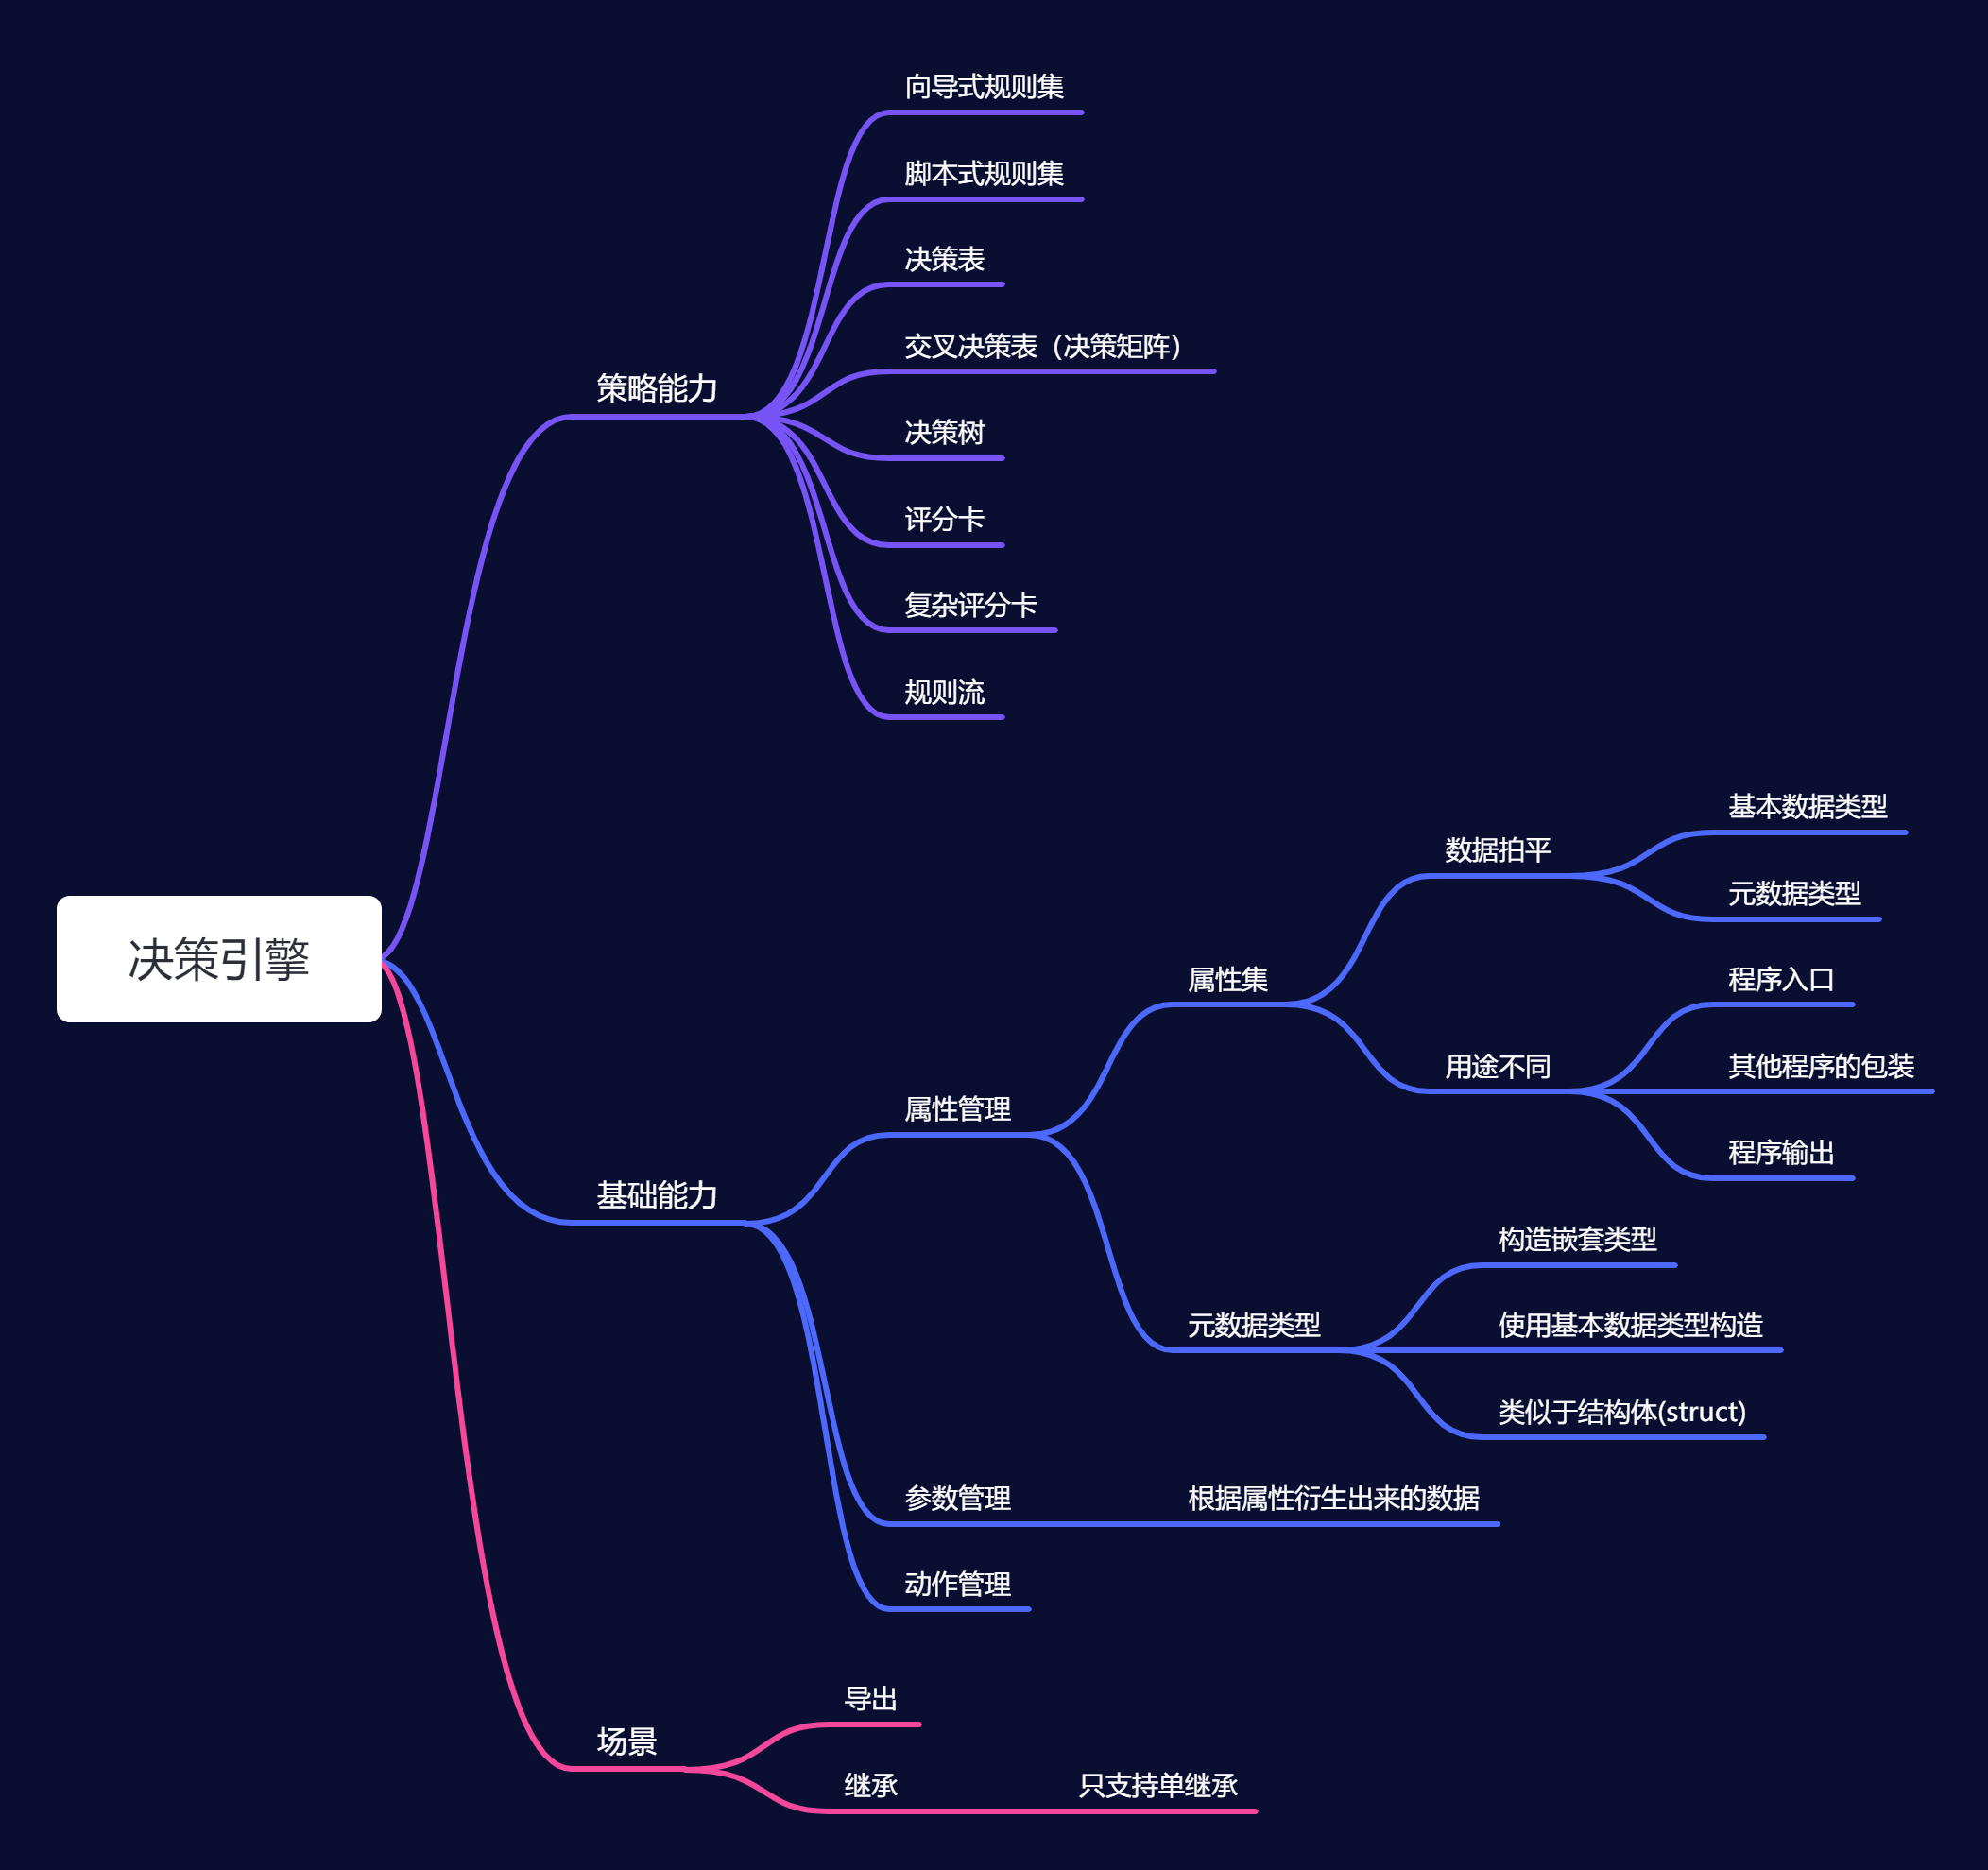 向导式规则集
脚本式规则集
决策表
交叉决策表（决策矩阵）
策略能力
决策树
评分卡
复杂评分卡
规则流
基本数据类型
数据拍平
元数据类型
决策引擎
属性集
程序入口
用途不同
其他程序的包装
属性管理
程序输出
基础能力
构造嵌套类型
元数据类型
使用基本数据类型构造
类似于结构体(struct)
参数管理
根据属性衍生出来的数据
动作管理
导出
场景
继承
只支持单继承